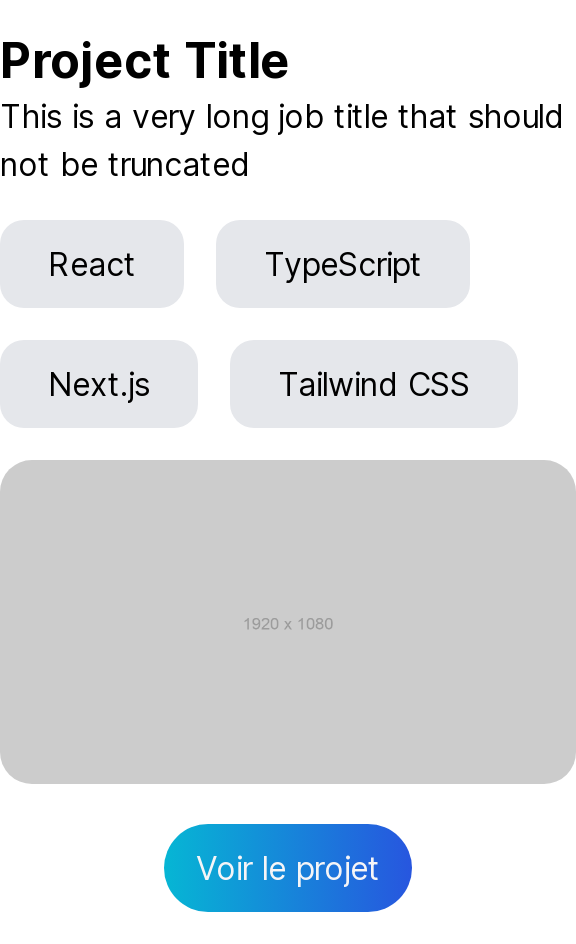 Project Title
This is a very long job title that should
not be truncated
React TypeScript
Next.js Tailwind CSS
1920 x 1080
Voir le projet